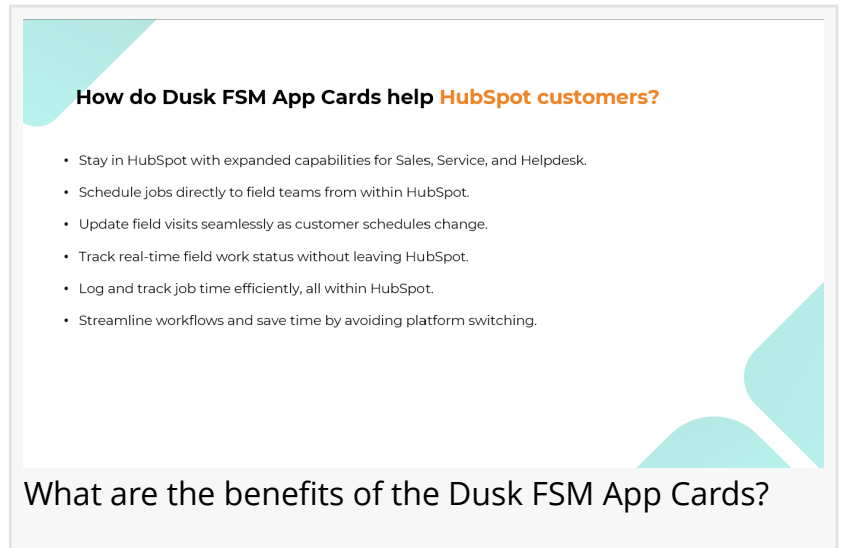 How do Dusk FSM App Cards help HubSpot customers?
• Stay in HubSpot with expanded capabilities for Sales, Service, and Helpdesk.
• Schedule jobs directly to field teams from within HubSpot.
• Update field visits seamlessly as customer schedules change.
• Track real-time field work status without leaving HubSpot.
• Log and track job time efficiently, all within HubSpot.
• Streamline workflows and save time by avoiding platform switching.
What are the benefits of the Dusk FSM App Cards?